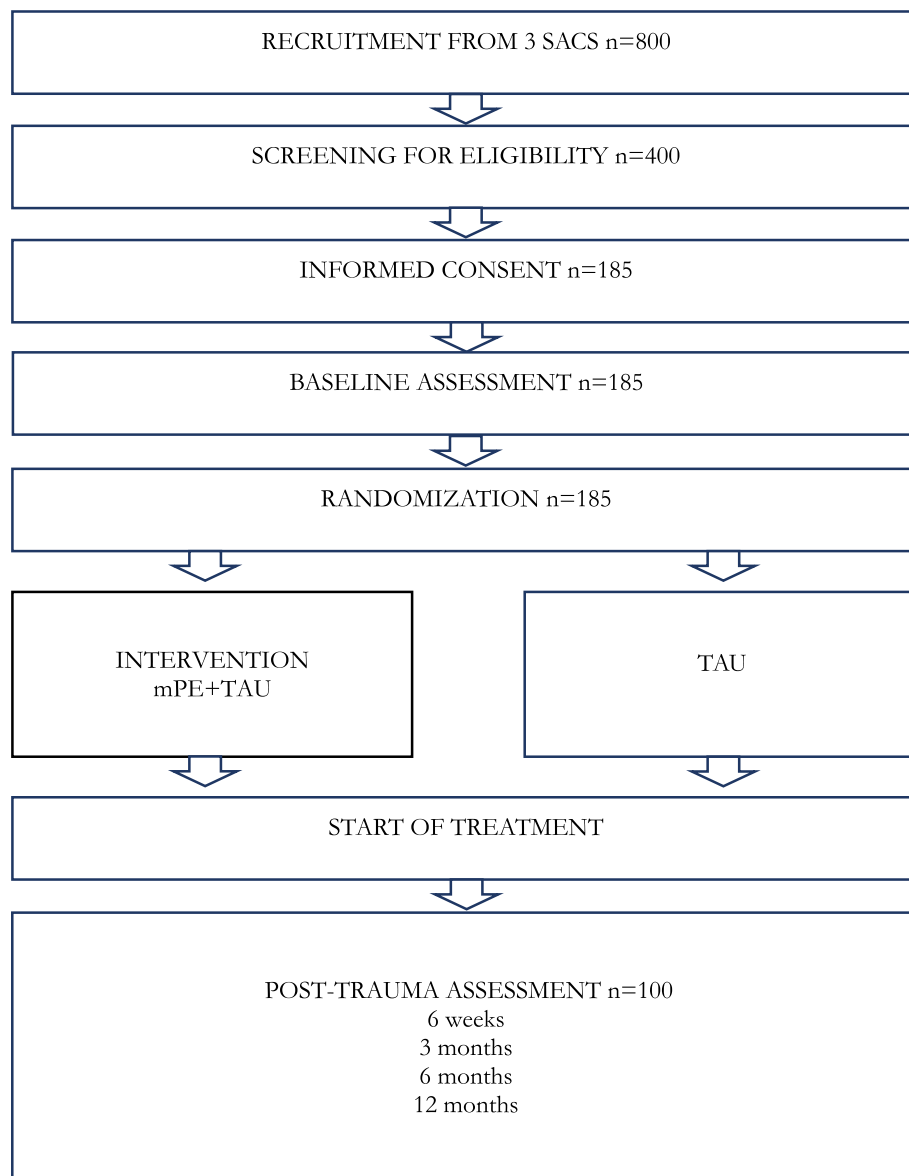 RECRUITMENT FROM 3 SACS n=800
SCREENING FOR ELIGIBILITY n=400
INFORMED CONSENT n=185
BASELINE ASSESSMENT n=185
RANDOMIZATION n=185
INTERVENTION
mPE+TAU
TAU
START OF TREATMENT
POST-TRAUMA ASSESSMENT n=100
6 weeks
3 months
6 months
12 months